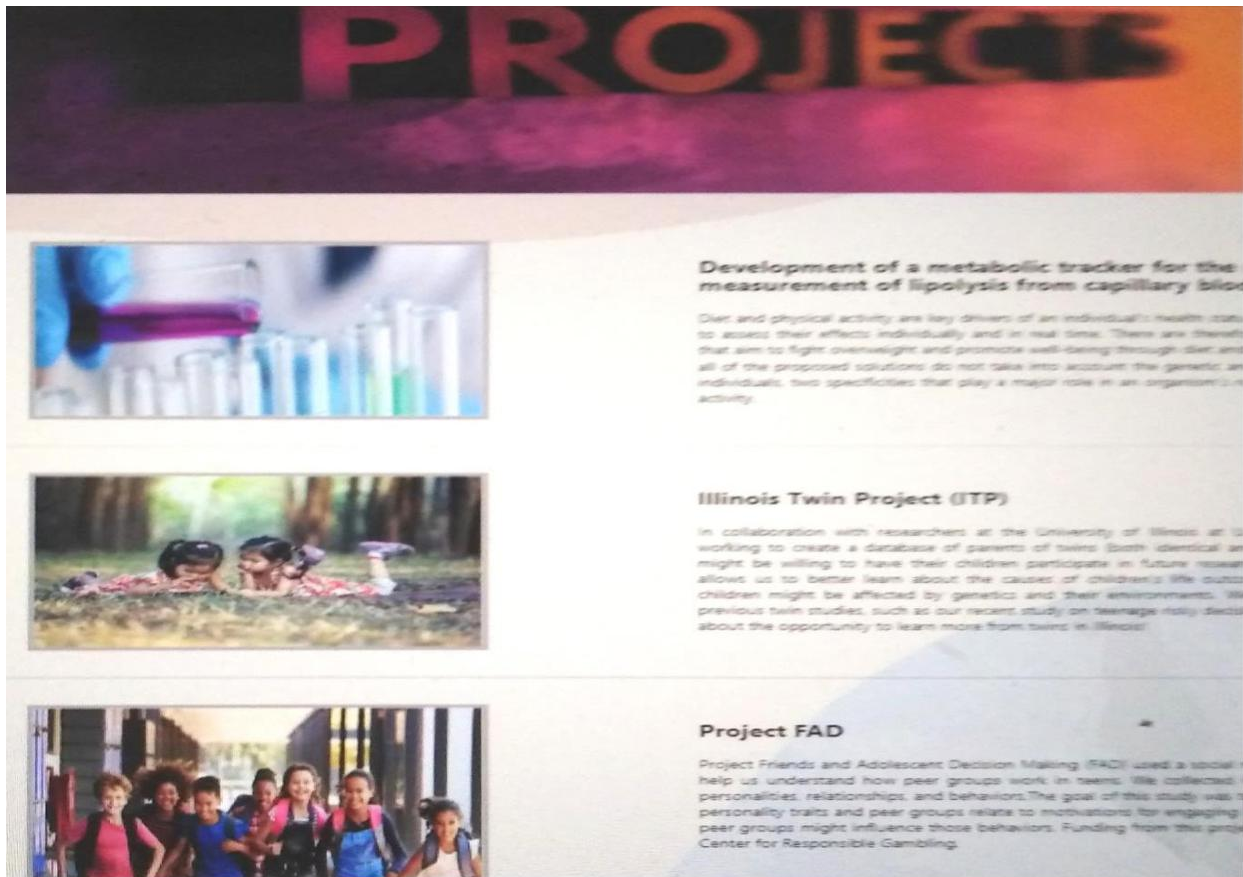 PROJECTS
Development of a metabolic tracker for the
measurement of lipolysis from capillary
Diet and physical activity are key drivers of an individual's health
to assess their effects individually and in real time. There are
that aim to fight overweight and promote well-being through diet and
all of the proposed solutions do not take into account the genetic
individuals, two specificities that play a major role in an organism's
activity.
Illinois Twin Project (ITP)
In collaboration with researchers at the University of Illinois at
working to create a database of parents of twins (both identical
might be willing to have their children participate in future
allows us to better learn about the causes of children's life
children might be affected by genetics and their environments.
previous twin studies, such as our recent study on teenage risky
about the opportunity to learn more from twins in Illinois!
Project FAD
Project Friends and Adolescent Decision Making (FAD) used a social
help us understand how peer groups work in teens. We collected
personalities, relationships, and behaviors.The goal of this study was
personality traits and peer groups relate to motivations for engaging
peer groups might influence those behaviors. Funding from this
Center for Responsible Gambling.